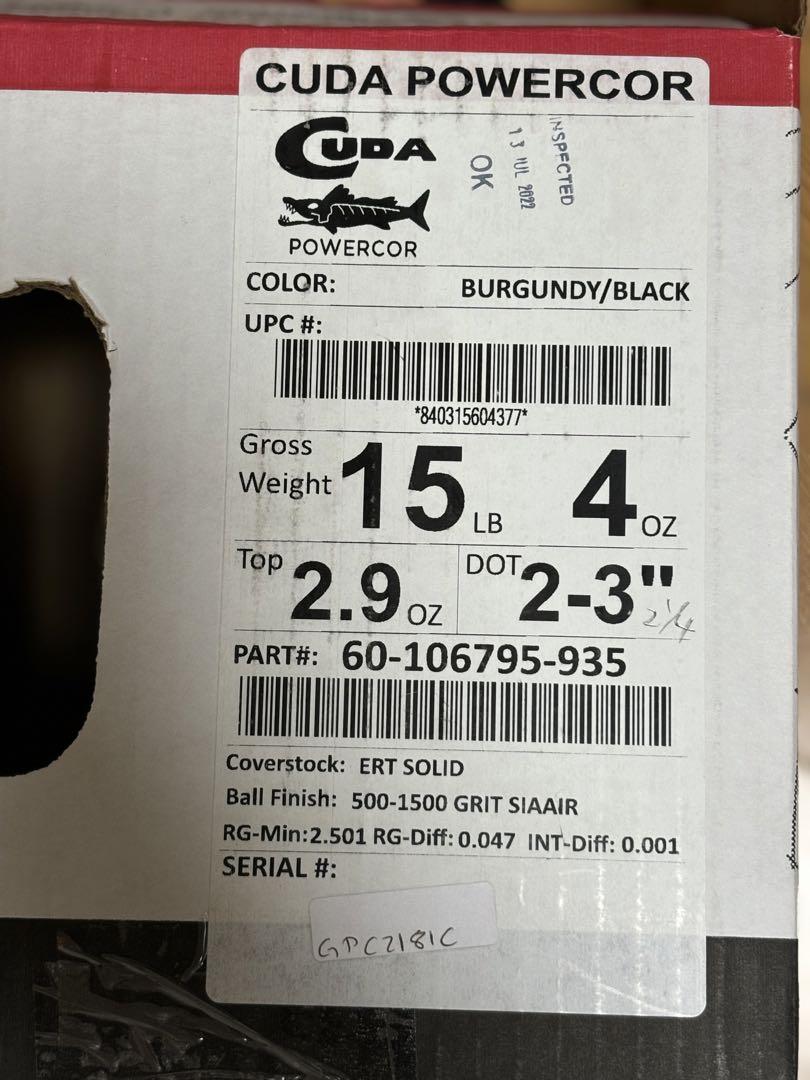 CUDA POWERCOR
CUDA
POWERCOR
INSPECTED
13 JUL 2022
OK
COLOR: BURGUNDY/BLACK
UPC #:
*840315604377*
Gross Weight 15 LB 4 OZ
Top 2.9 OZ DOT 2-3" 2 1/4
PART#: 60-106795-935
Coverstock: ERT SOLID
Ball Finish: 500-1500 GRIT SIAAIR
RG-Min:2.501 RG-Diff: 0.047 INT-Diff: 0.001
SERIAL #:
GPC2181C